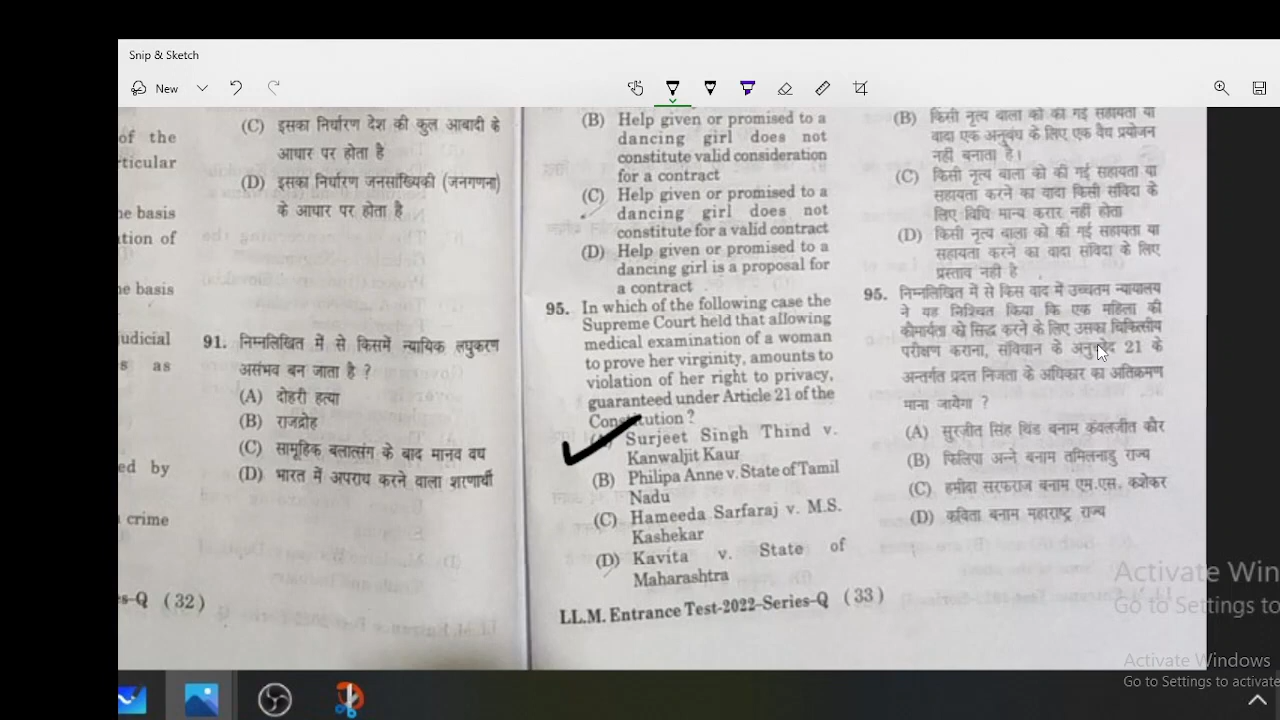 Snip & Sketch
New
of the
rticular
ne basis
ation of
ne basis
udicial
s as
ed by
crime
s-Q (32)
(C) इसका निर्धारण देश की कुल आबादी के
आधार पर होता है
(D) इसका निर्धारण जनसांख्यिकी (जनगणना)
के आधार पर होता है
91. निम्नलिखित में से किसमें न्यायिक लघुकरण
असंभव बन जाता है ?
(A) दोहरी हत्या
(B) राजद्रोह
(C) सामूहिक बलात्संग के बाद मानव वध
(D) भारत में अपराध करने वाला शरणार्थी
(B) Help given or promised to a
dancing girl does not
constitute valid consideration
for a contract
(C) Help given or promised to a
dancing girl does not
constitute for a valid contract
(D) Help given or promised to a
dancing girl is a proposal for
a contract
95. In which of the following case the
Supreme Court held that allowing
medical examination of a woman
to prove her virginity, amounts to
violation of her right to privacy,
guaranteed under Article 21 of the
Constitution ?
Surjeet Singh Thind v.
Kanwaljit Kaur
(B) Philipa Anne v. State of Tamil
Nadu
(C) Hameeda Sarfaraj v. M.S.
Kashekar
(D) Kavita v. State of
Maharashtra
LL.M. Entrance Test-2022-Series-Q (33)
(B) किसी नृत्य बाला को की गई सहायता या
वादा एक अनुबंध के लिए एक वैध प्रयोजन
नहीं बनाता है।
(C) किसी नृत्य बाला को की गई सहायता या
सहायता करने का वादा किसी संविदा के
लिए विधि मान्य करार नहीं होता
(D) किसी नृत्य बाला को की गई सहायता या
सहायता करने का वादा संविदा के लिए
प्रस्ताव नही है
95. निम्नलिखित में से किस वाद में उच्चतम न्यायालय
ने यह निश्चित किया कि एक महिला की
कौमार्यता को सिद्ध करने के लिए उसका चिकित्सीय
परीक्षण कराना, संविधान के अनुच्छेद 21 के
अन्तर्गत प्रदत्त निजता के अधिकार का अतिक्रमण
माना जायेगा ?
(A) सुरजीत सिंह थिंड बनाम कंवलजीत कौर
(B) फिलिपा अन्ने बनाम तमिलनाडु राज्य
(C) हमीदा सरफराज बनाम एम.एस. कशेकर
(D) कविता बनाम महाराष्ट्र राज्य
Activate Win
Go to Settings to
Activate Windows
Go to Settings to activate